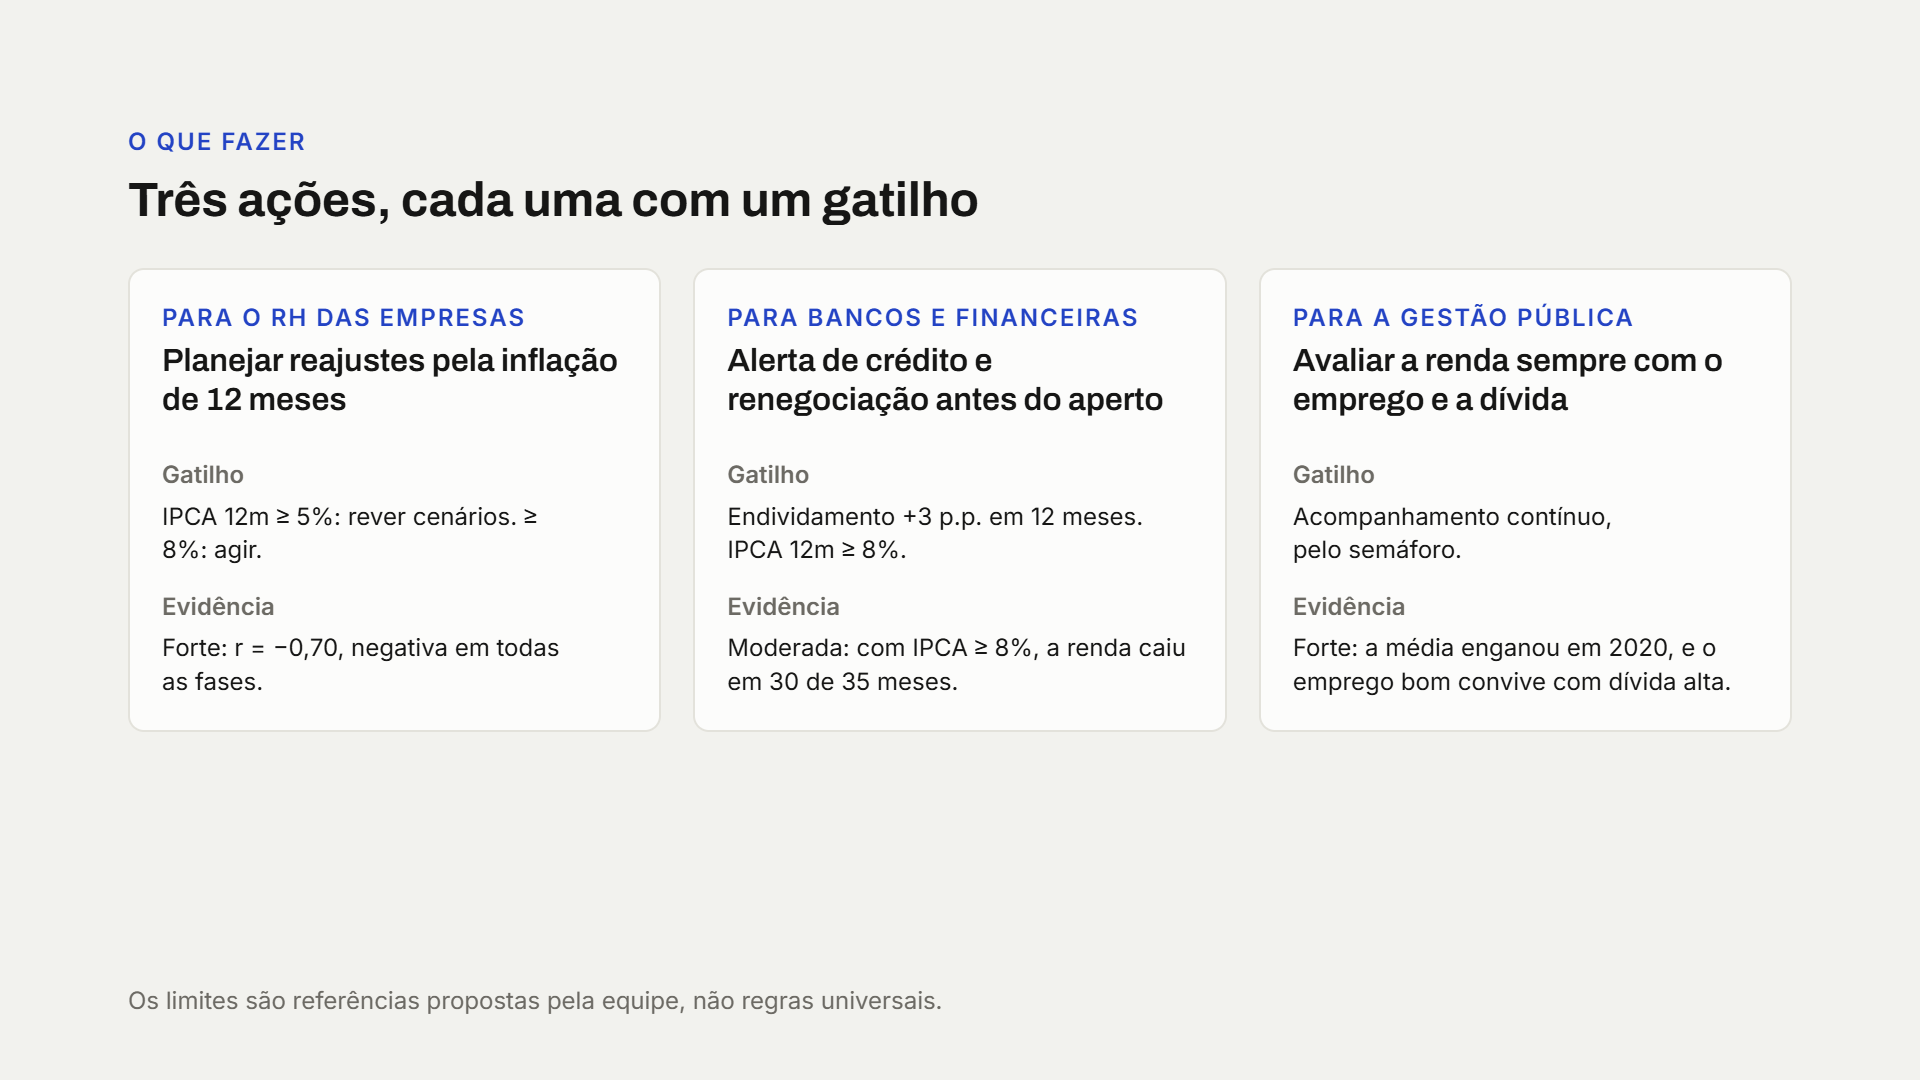 O QUE FAZER
Três ações, cada uma com um gatilho
PARA O RH DAS EMPRESAS
Planejar reajustes pela inflação
de 12 meses
Gatilho
IPCA 12m ≥ 5%: rever cenários. ≥
8%: agir.
Evidência
Forte: r = −0,70, negativa em todas
as fases.
PARA BANCOS E FINANCEIRAS
Alerta de crédito e
renegociação antes do aperto
Gatilho
Endividamento +3 p.p. em 12 meses.
IPCA 12m ≥ 8%.
Evidência
Moderada: com IPCA ≥ 8%, a renda caiu
em 30 de 35 meses.
PARA A GESTÃO PÚBLICA
Avaliar a renda sempre com o
emprego e a dívida
Gatilho
Acompanhamento contínuo,
pelo semáforo.
Evidência
Forte: a média enganou em 2020, e o
emprego bom convive com dívida alta.
Os limites são referências propostas pela equipe, não regras universais.